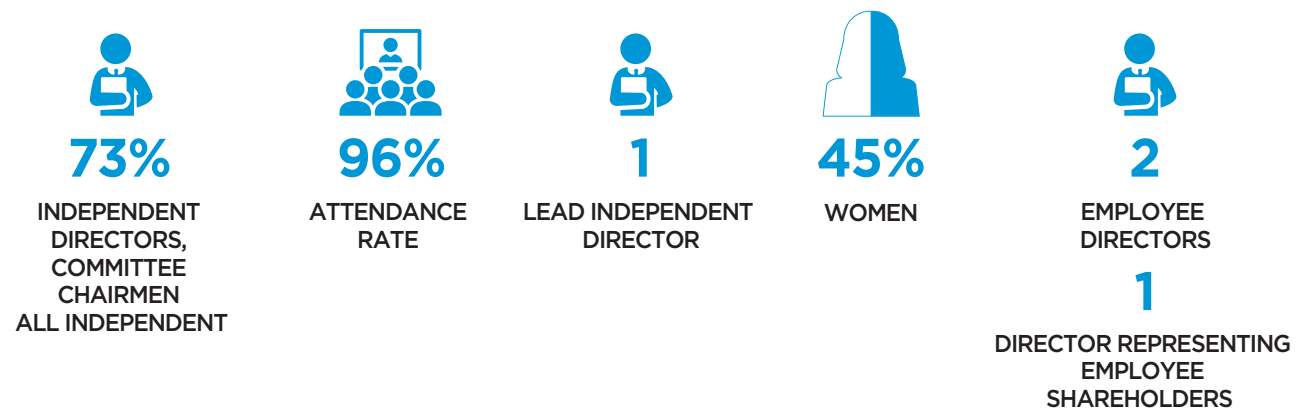 73%
INDEPENDENT
DIRECTORS,
COMMITTEE
CHAIRMEN
ALL INDEPENDENT
96%
ATTENDANCE
RATE
1
LEAD INDEPENDENT
DIRECTOR
45%
WOMEN
2
EMPLOYEE
DIRECTORS
1
DIRECTOR REPRESENTING
EMPLOYEE
SHAREHOLDERS